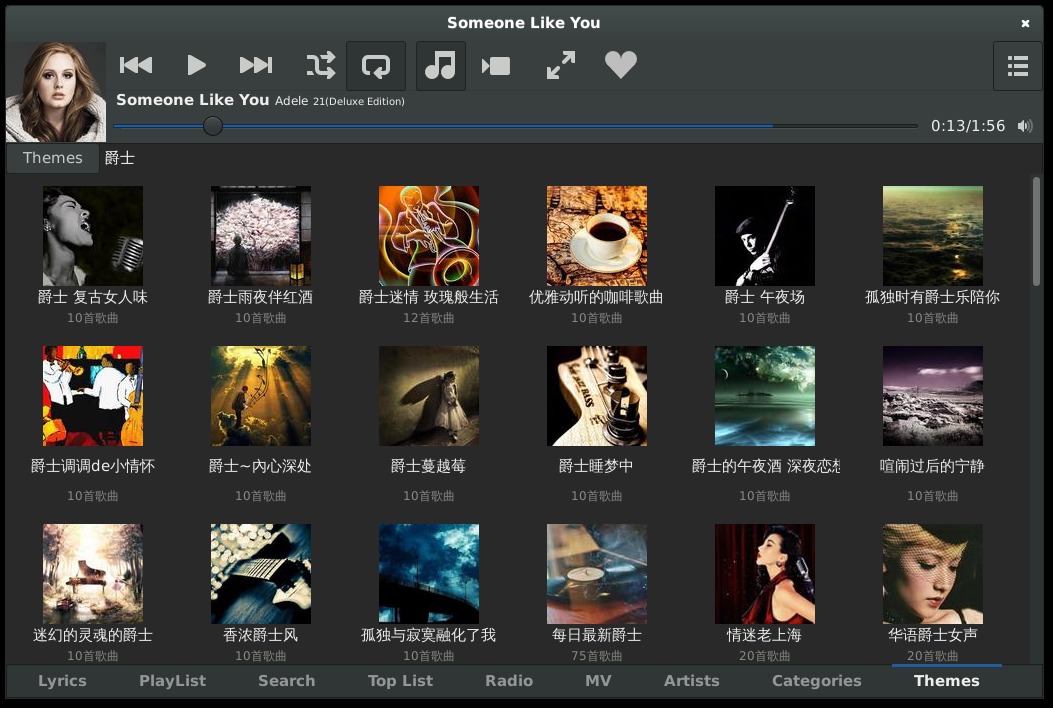 Someone Like You
Someone Like You Adele 21(Deluxe Edition)
0:13/1:56
Themes 爵士
爵士 复古女人味 爵士雨夜伴红酒 爵士迷情 玫瑰般生活 优雅动听的咖啡歌曲 爵士 午夜场 孤独时有爵士乐陪你
10首歌曲 10首歌曲 12首歌曲 10首歌曲 10首歌曲 10首歌曲
爵士调调de小情怀 爵士~內心深处 爵士蔓越莓 爵士睡梦中 爵士的午夜酒 深夜恋想 喧闹过后的宁静
10首歌曲 10首歌曲 10首歌曲 10首歌曲 10首歌曲 10首歌曲
迷幻的灵魂的爵士 香浓爵士风 孤独与寂寞融化了我 每日最新爵士 情迷老上海 华语爵士女声
10首歌曲 10首歌曲 10首歌曲 75首歌曲 20首歌曲 20首歌曲
Lyrics PlayList Search Top List Radio MV Artists Categories Themes